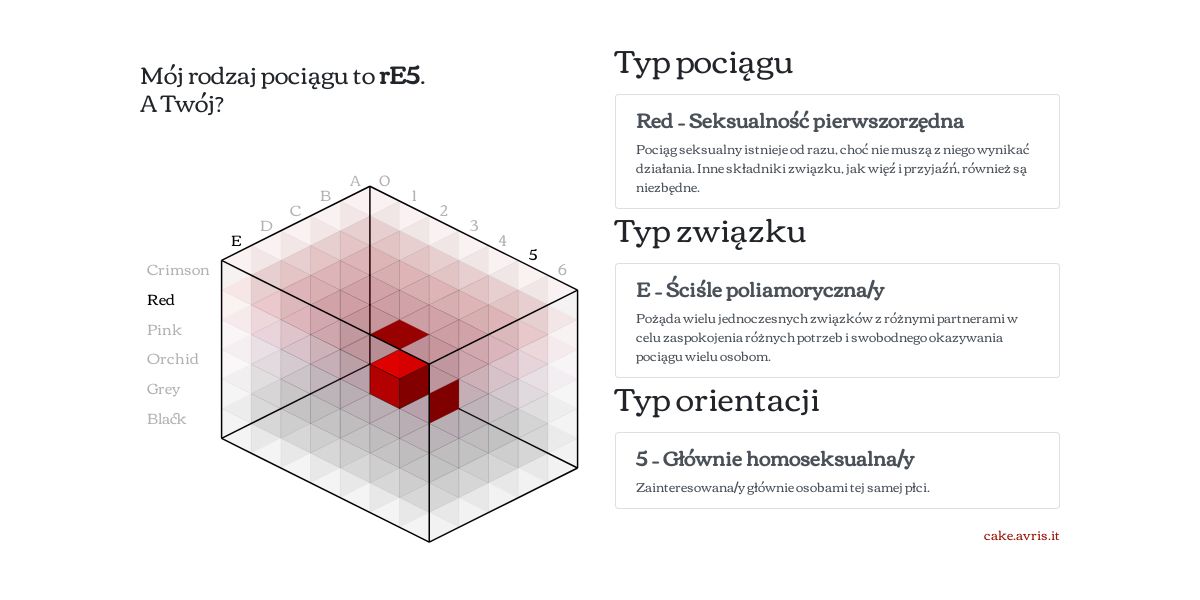 Mój rodzaj pociągu to rE5.
A Twój?
A 0
B 1
C 2
D 3
E 4
5
6
Crimson
Red
Pink
Orchid
Grey
Black
Typ pociągu
Red – Seksualność pierwszorzędna
Pociąg seksualny istnieje od razu, choć nie muszą z niego wynikać
działania. Inne składniki związku, jak więź i przyjaźń, również są
niezbędne.
Typ związku
E – Ściśle poliamoryczna/y
Pożąda wielu jednoczesnych związków z różnymi partnerami w
celu zaspokojenia różnych potrzeb i swobodnego okazywania
pociągu wielu osobom.
Typ orientacji
5 – Głównie homoseksualna/y
Zainteresowana/y głównie osobami tej samej płci.
cake.avris.it